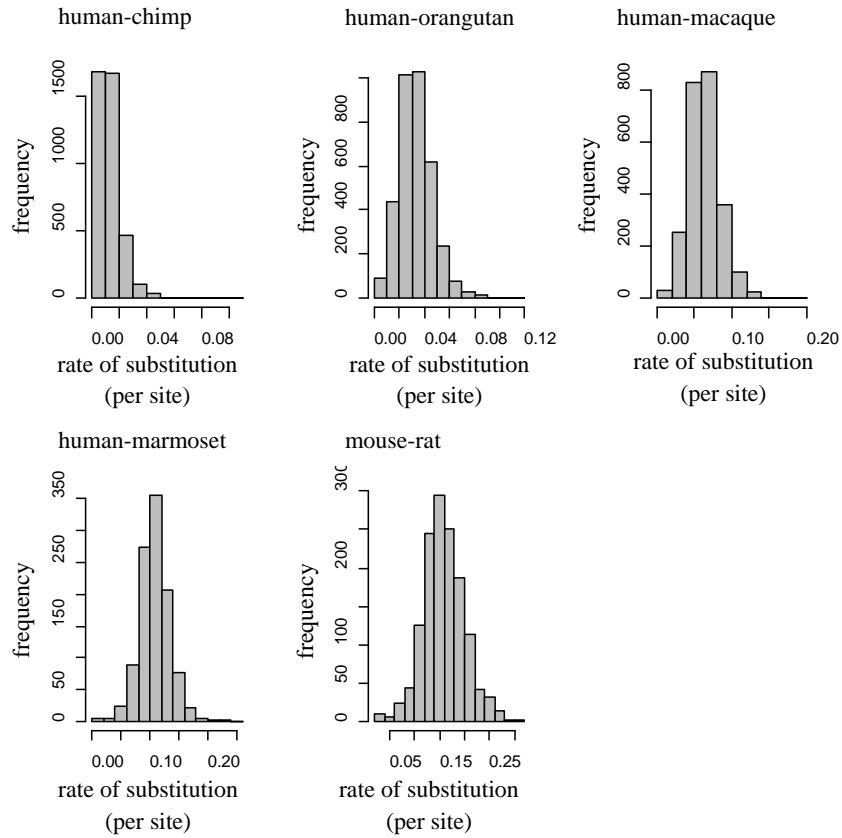 human-chimp
frequency
1500
1000
500
0
0.00 0.04 0.08
rate of substitution
(per site)
human-orangutan
frequency
800
600
400
200
0
0.00 0.04 0.08 0.12
rate of substitution
(per site)
human-macaque
frequency
800
600
400
200
0
0.00 0.10 0.20
rate of substitution
(per site)
human-marmoset
frequency
350
250
150
50
0
0.00 0.10 0.20
rate of substitution
(per site)
mouse-rat
frequency
300
200
100
50
0
0.05 0.15 0.25
rate of substitution
(per site)